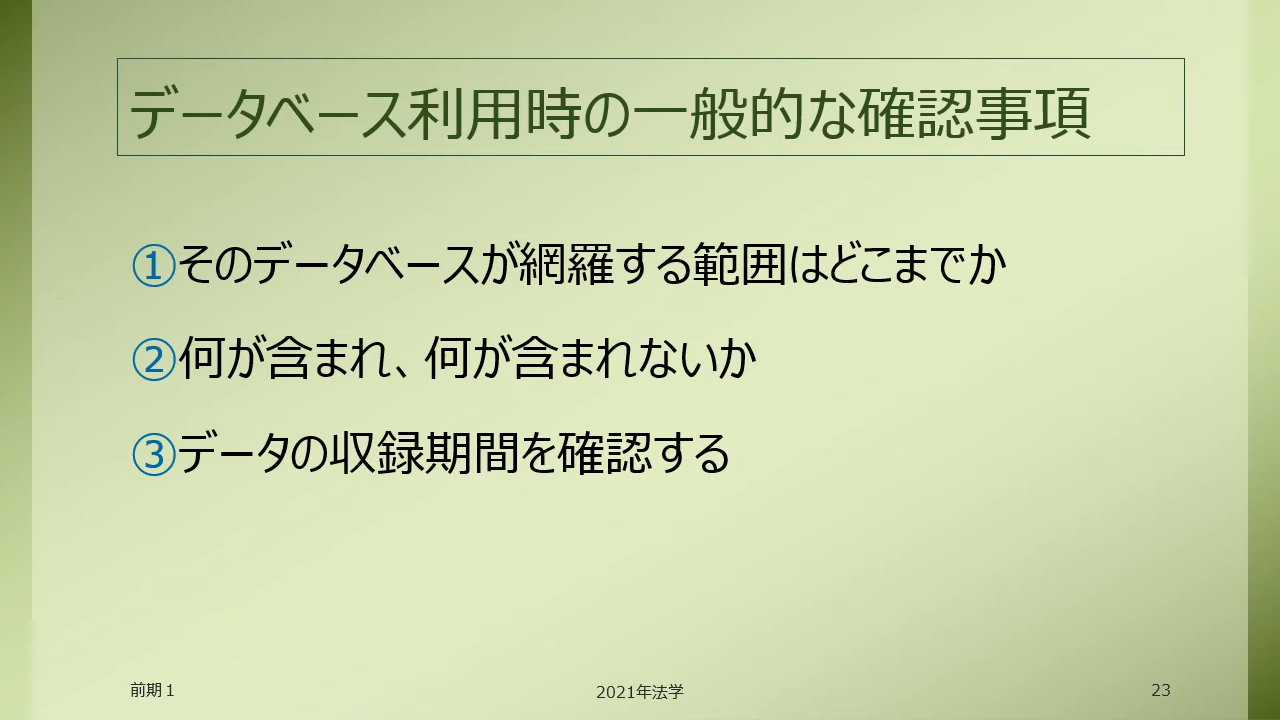 データベース利用時の一般的な確認事項
①そのデータベースが網羅する範囲はどこまでか
②何が含まれ、何が含まれないか
③データの収録期間を確認する
前期１
2021年法学
23